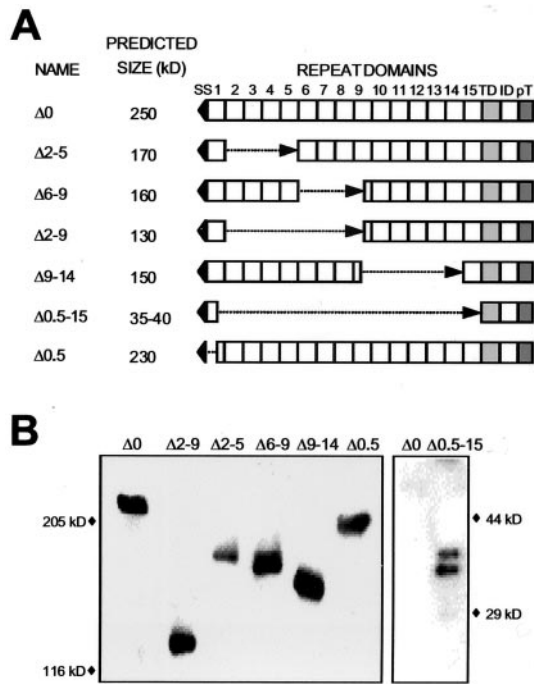 A
PREDICTED
NAME SIZE (kD) REPEAT DOMAINS
SS 1 2 3 4 5 6 7 8 9 10 11 12 13 14 15 TD ID pT
Δ0 250
Δ2-5 170
Δ6-9 160
Δ2-9 130
Δ9-14 150
Δ0.5-15 35-40
Δ0.5 230
B
Δ0 Δ2-9 Δ2-5 Δ6-9 Δ9-14 Δ0.5 Δ0 Δ0.5-15
205 kD 44 kD
29 kD
116 kD